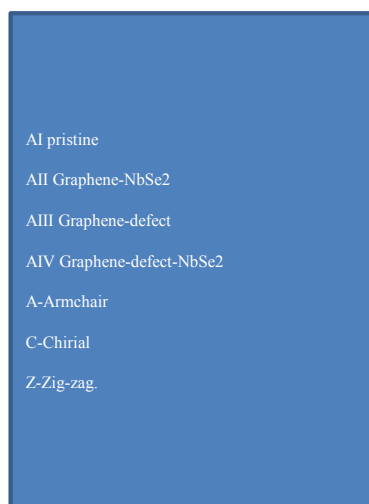 AI pristine
AII Graphene-NbSe2
AIII Graphene-defect
AIV Graphene-defect-NbSe2
A-Armchair
C-Chirial
Z-Zig-zag.